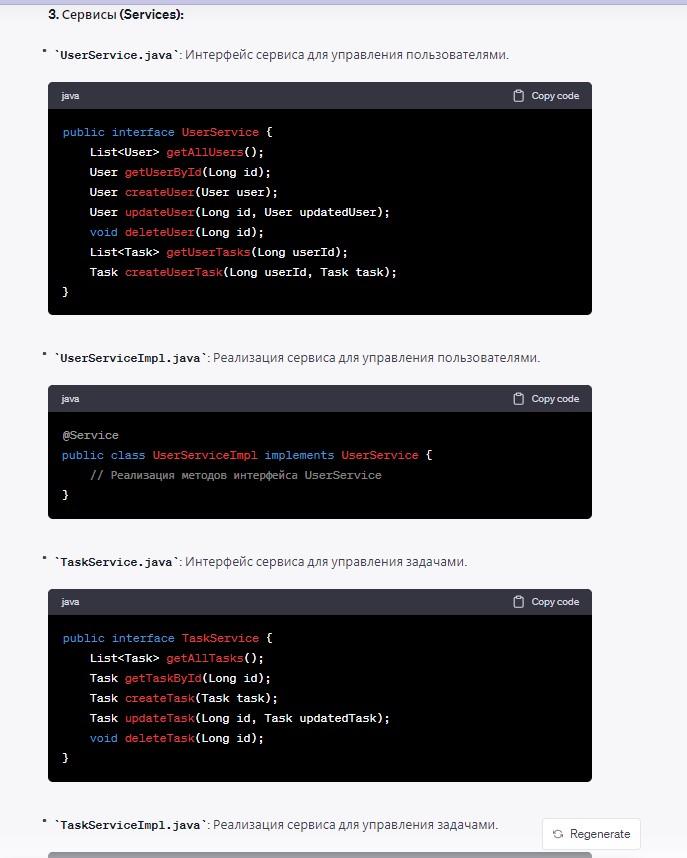 3. Сервисы (Services):
• `UserService.java`: Интерфейс сервиса для управления пользователями.
java Copy code
public interface UserService {
    List<User> getAllUsers();
    User getUserById(Long id);
    User createUser(User user);
    User updateUser(Long id, User updatedUser);
    void deleteUser(Long id);
    List<Task> getUserTasks(Long userId);
    Task createUserTask(Long userId, Task task);
}
• `UserServiceImpl.java`: Реализация сервиса для управления пользователями.
java Copy code
@Service
public class UserServiceImpl implements UserService {
    // Реализация методов интерфейса UserService
}
• `TaskService.java`: Интерфейс сервиса для управления задачами.
java Copy code
public interface TaskService {
    List<Task> getAllTasks();
    Task getTaskById(Long id);
    Task createTask(Task task);
    Task updateTask(Long id, Task updatedTask);
    void deleteTask(Long id);
}
• `TaskServiceImpl.java`: Реализация сервиса для управления задачами.
Regenerate